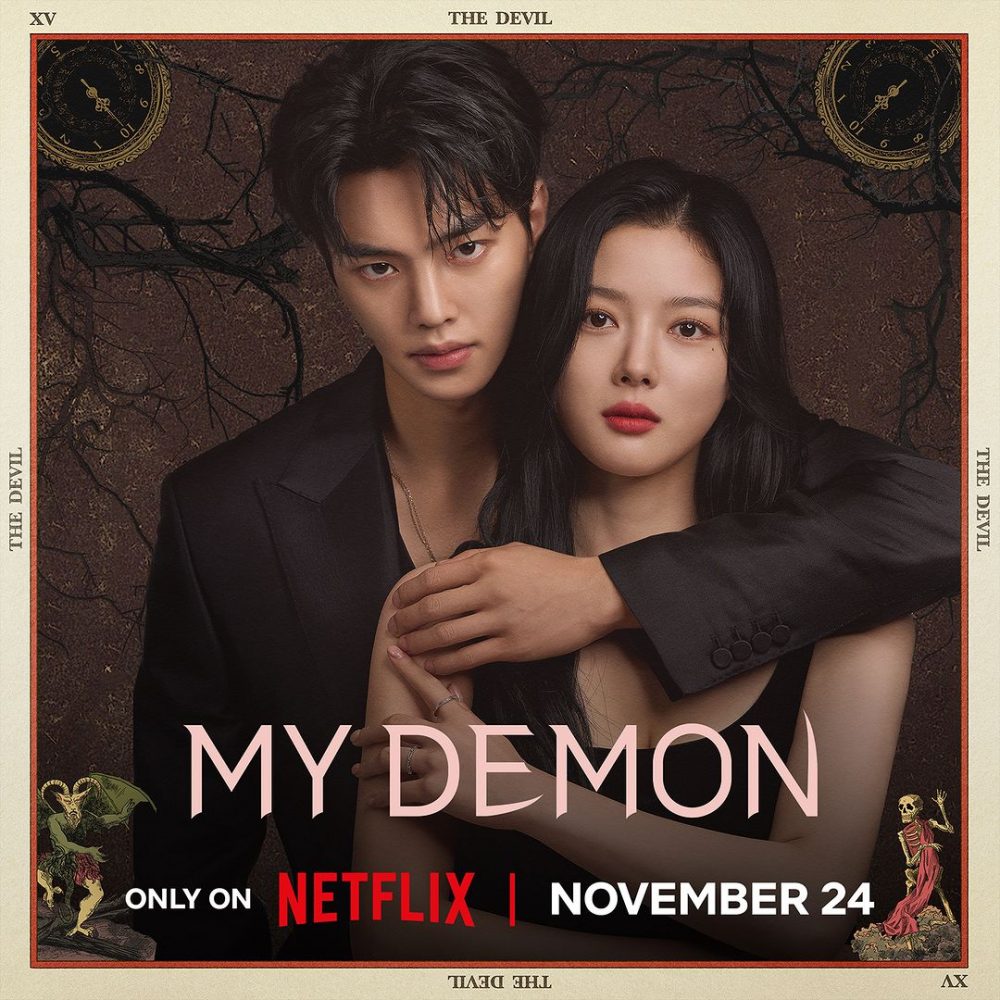 XV
THE DEVIL
THE DEVIL
THE DEVIL
MY DEMON
ONLY ON NETFLIX | NOVEMBER 24
THE DEVIL
XV